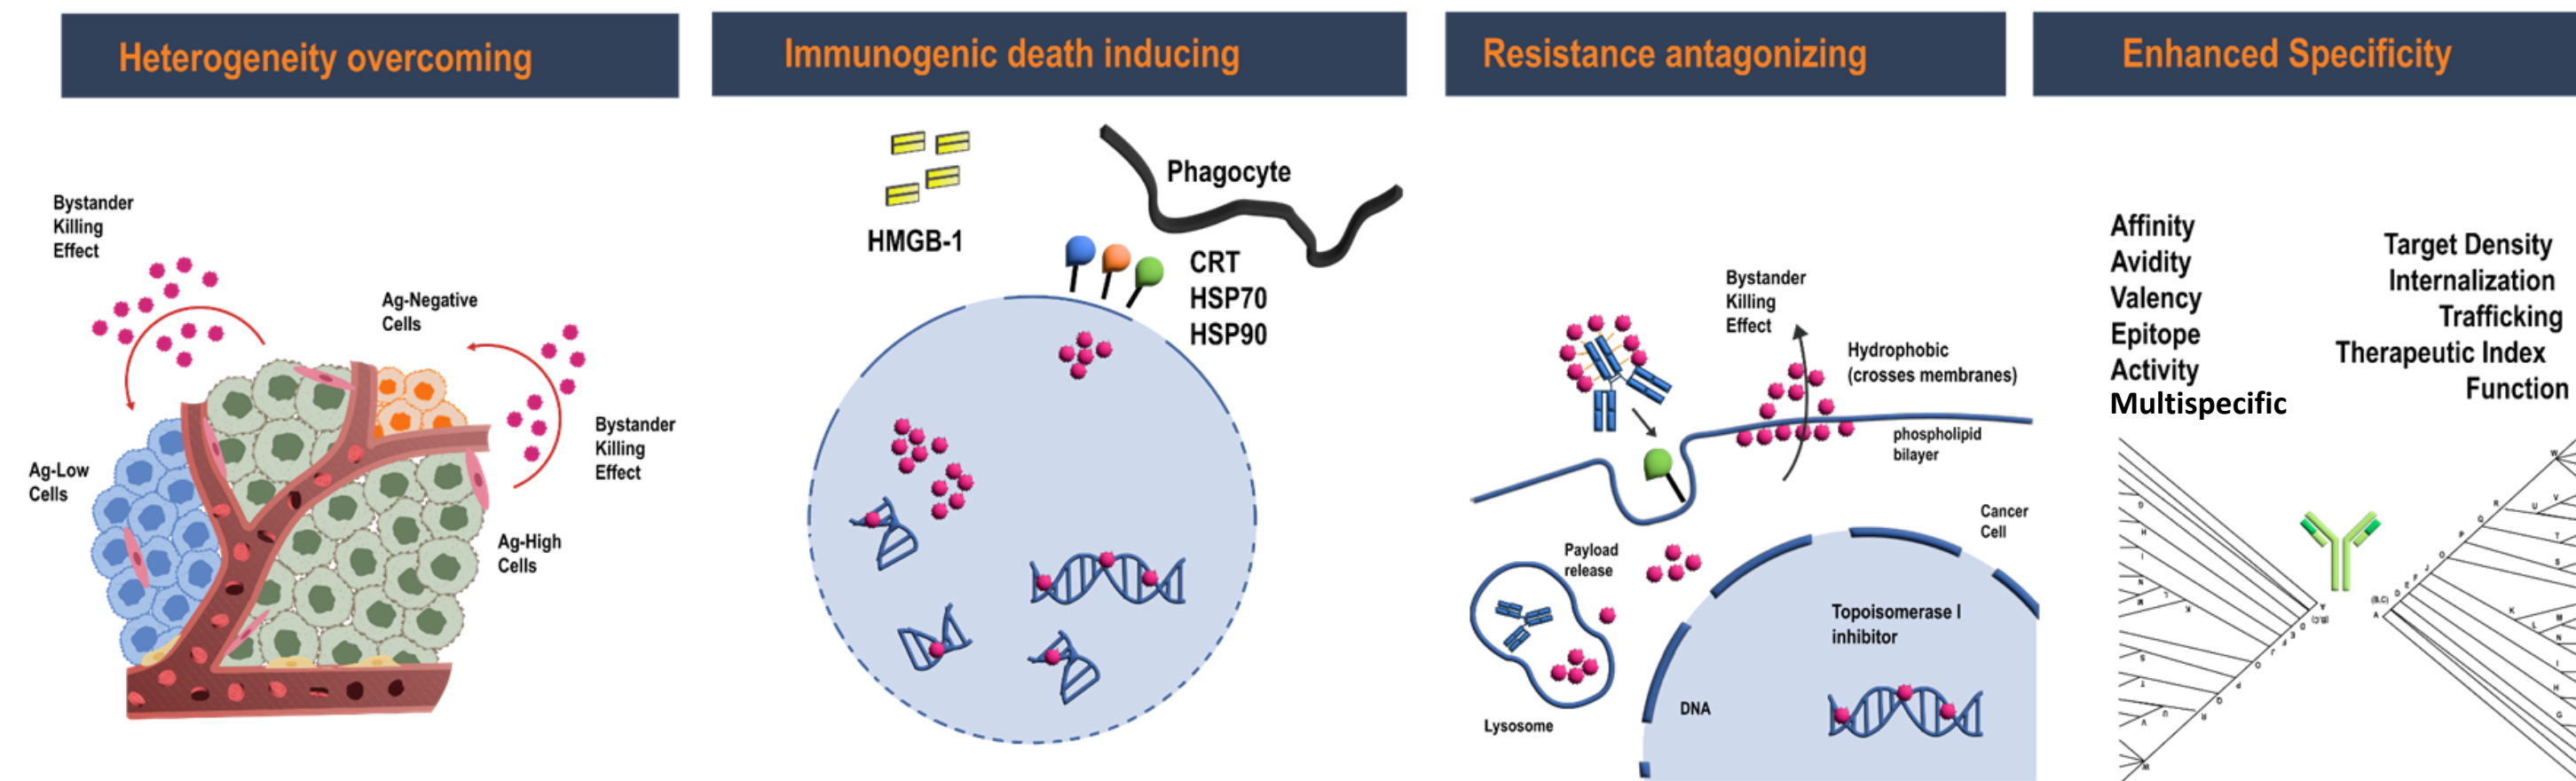 Heterogeneity overcoming
Bystander
Killing
Effect
Ag-Negative
Cells
Bystander
Killing
Effect
Ag-Low
Cells
Ag-High
Cells
Immunogenic death inducing
HMGB-1
Phagocyte
CRT
HSP70
HSP90
Resistance antagonizing
Bystander
Killing
Effect
Hydrophobic
(crosses membranes)
phospholipid
bilayer
Cancer
Cell
Payload
release
Topoisomerase I
inhibitor
DNA
Lysosome
Enhanced Specificity
Affinity
Avidity
Valency
Epitope
Activity
Multispecific
Target Density
Internalization
Trafficking
Therapeutic Index
Function